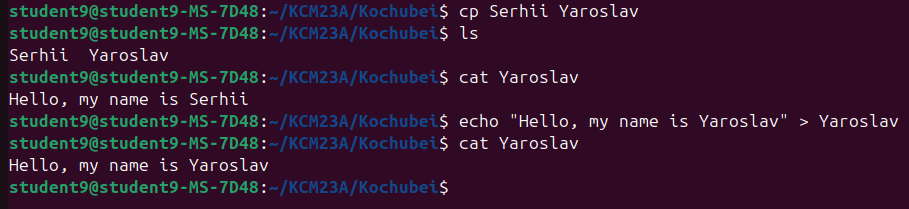 student9@student9-MS-7D48:~/KCM23A/Kochubei$ cp Serhii Yaroslav
student9@student9-MS-7D48:~/KCM23A/Kochubei$ ls
Serhii  Yaroslav
student9@student9-MS-7D48:~/KCM23A/Kochubei$ cat Yaroslav
Hello, my name is Serhii
student9@student9-MS-7D48:~/KCM23A/Kochubei$ echo "Hello, my name is Yaroslav" > Yaroslav
student9@student9-MS-7D48:~/KCM23A/Kochubei$ cat Yaroslav
Hello, my name is Yaroslav
student9@student9-MS-7D48:~/KCM23A/Kochubei$